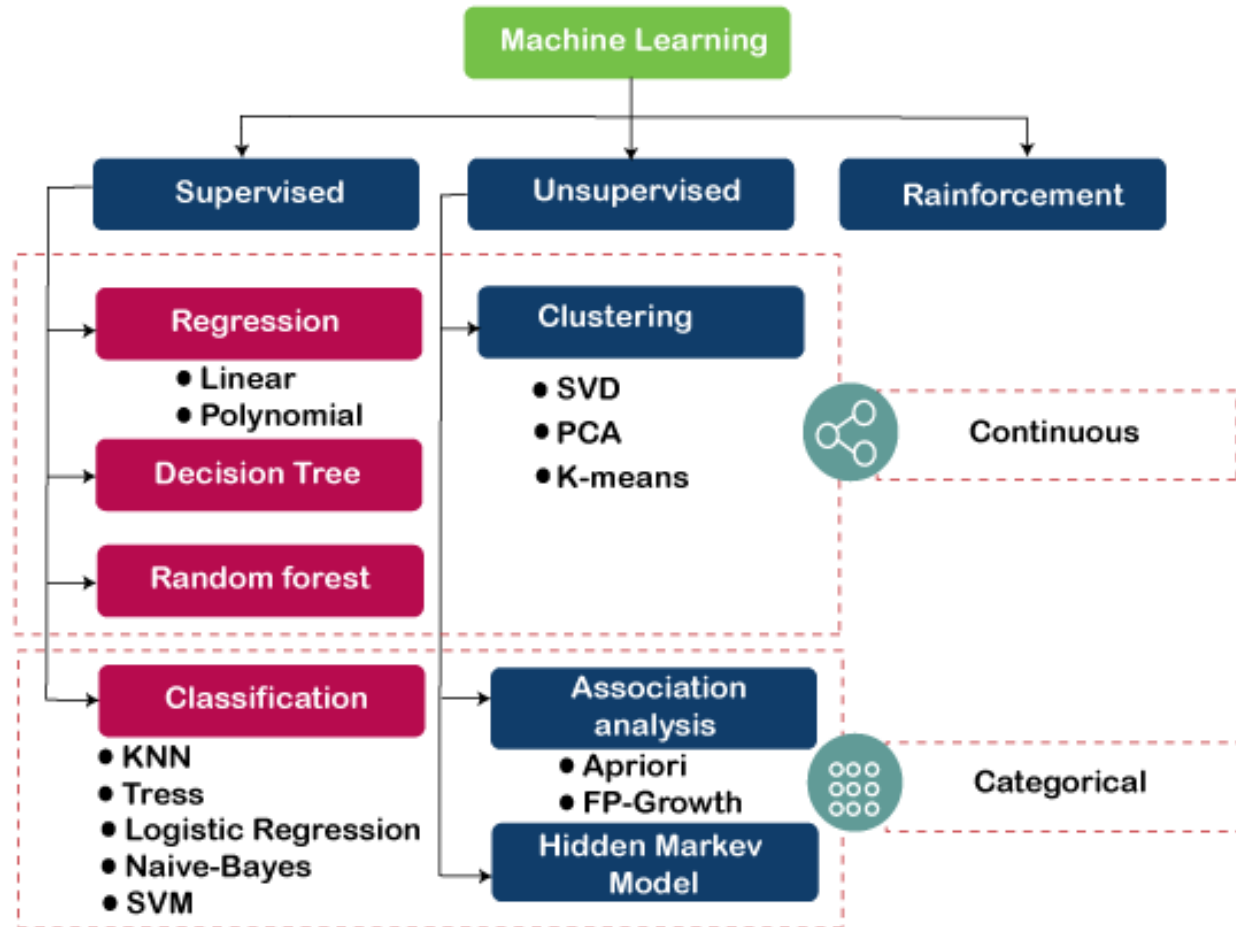 Machine Learning
Supervised
Unsupervised
Rainforcement
Regression
• Linear
• Polynomial
Decision Tree
Random forest
Clustering
• SVD
• PCA
• K-means
Continuous
Classification
• KNN
• Tress
• Logistic Regression
• Naive-Bayes
• SVM
Association
analysis
• Apriori
• FP-Growth
Hidden Markev
Model
Categorical